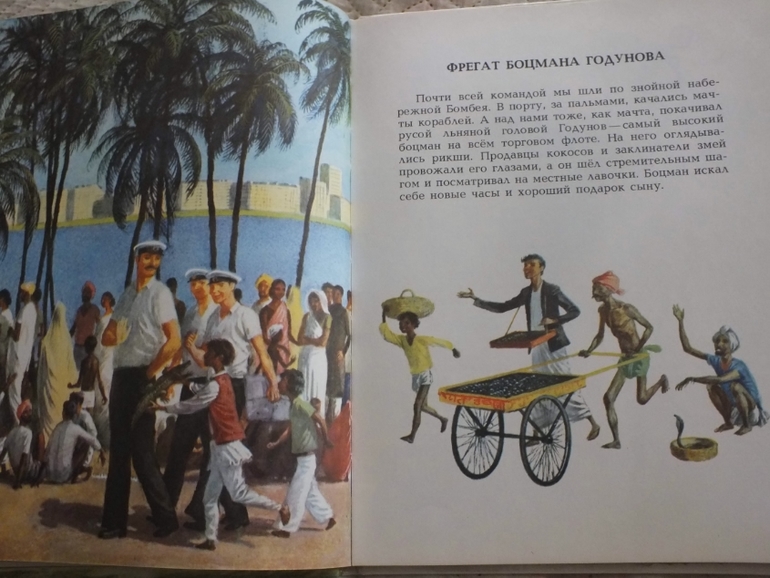 ФРЕГАТ БОЦМАНА ГОДУНОВА
Почти всей командой мы шли по знойной набе-
режной Бомбея. В порту, за пальмами, качались мач-
ты кораблей. А над нами тоже, как мачта, покачивал
русой льняной головой Годунов — самый высокий
боцман на всём торговом флоте. На него оглядыва-
лись рикши. Продавцы кокосов и заклинатели змей
провожали его глазами, а он шёл стремительным ша-
гом и посматривал на местные лавочки. Боцман искал
себе новые часы и хороший подарок сыну.